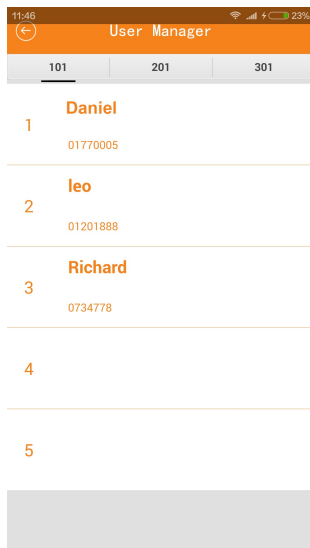 11:46 23%
User Manager
101 201 301
1 Daniel
01770005
2 leo
01201888
3 Richard
0734778
4
5